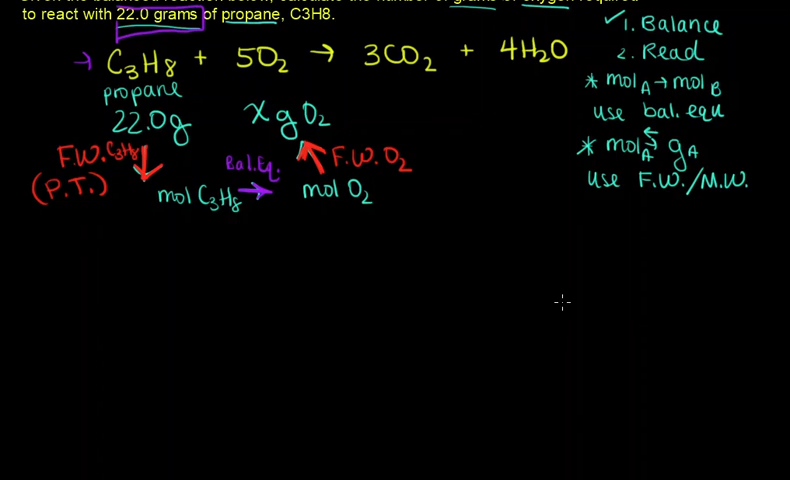 to react with 22.0 grams of propane, C3H8.
C3H8 + 5O2 → 3CO2 + 4H2O
propane
22.0g x g O2
F.W. C3H8
(P.T.)
mol C3H8
Bal.Eq. →
mol O2
F.W. O2
1. Balance
2. Read
* molA → molB
use bal. equ
* molA ⇄ gA
use F.W./M.W.